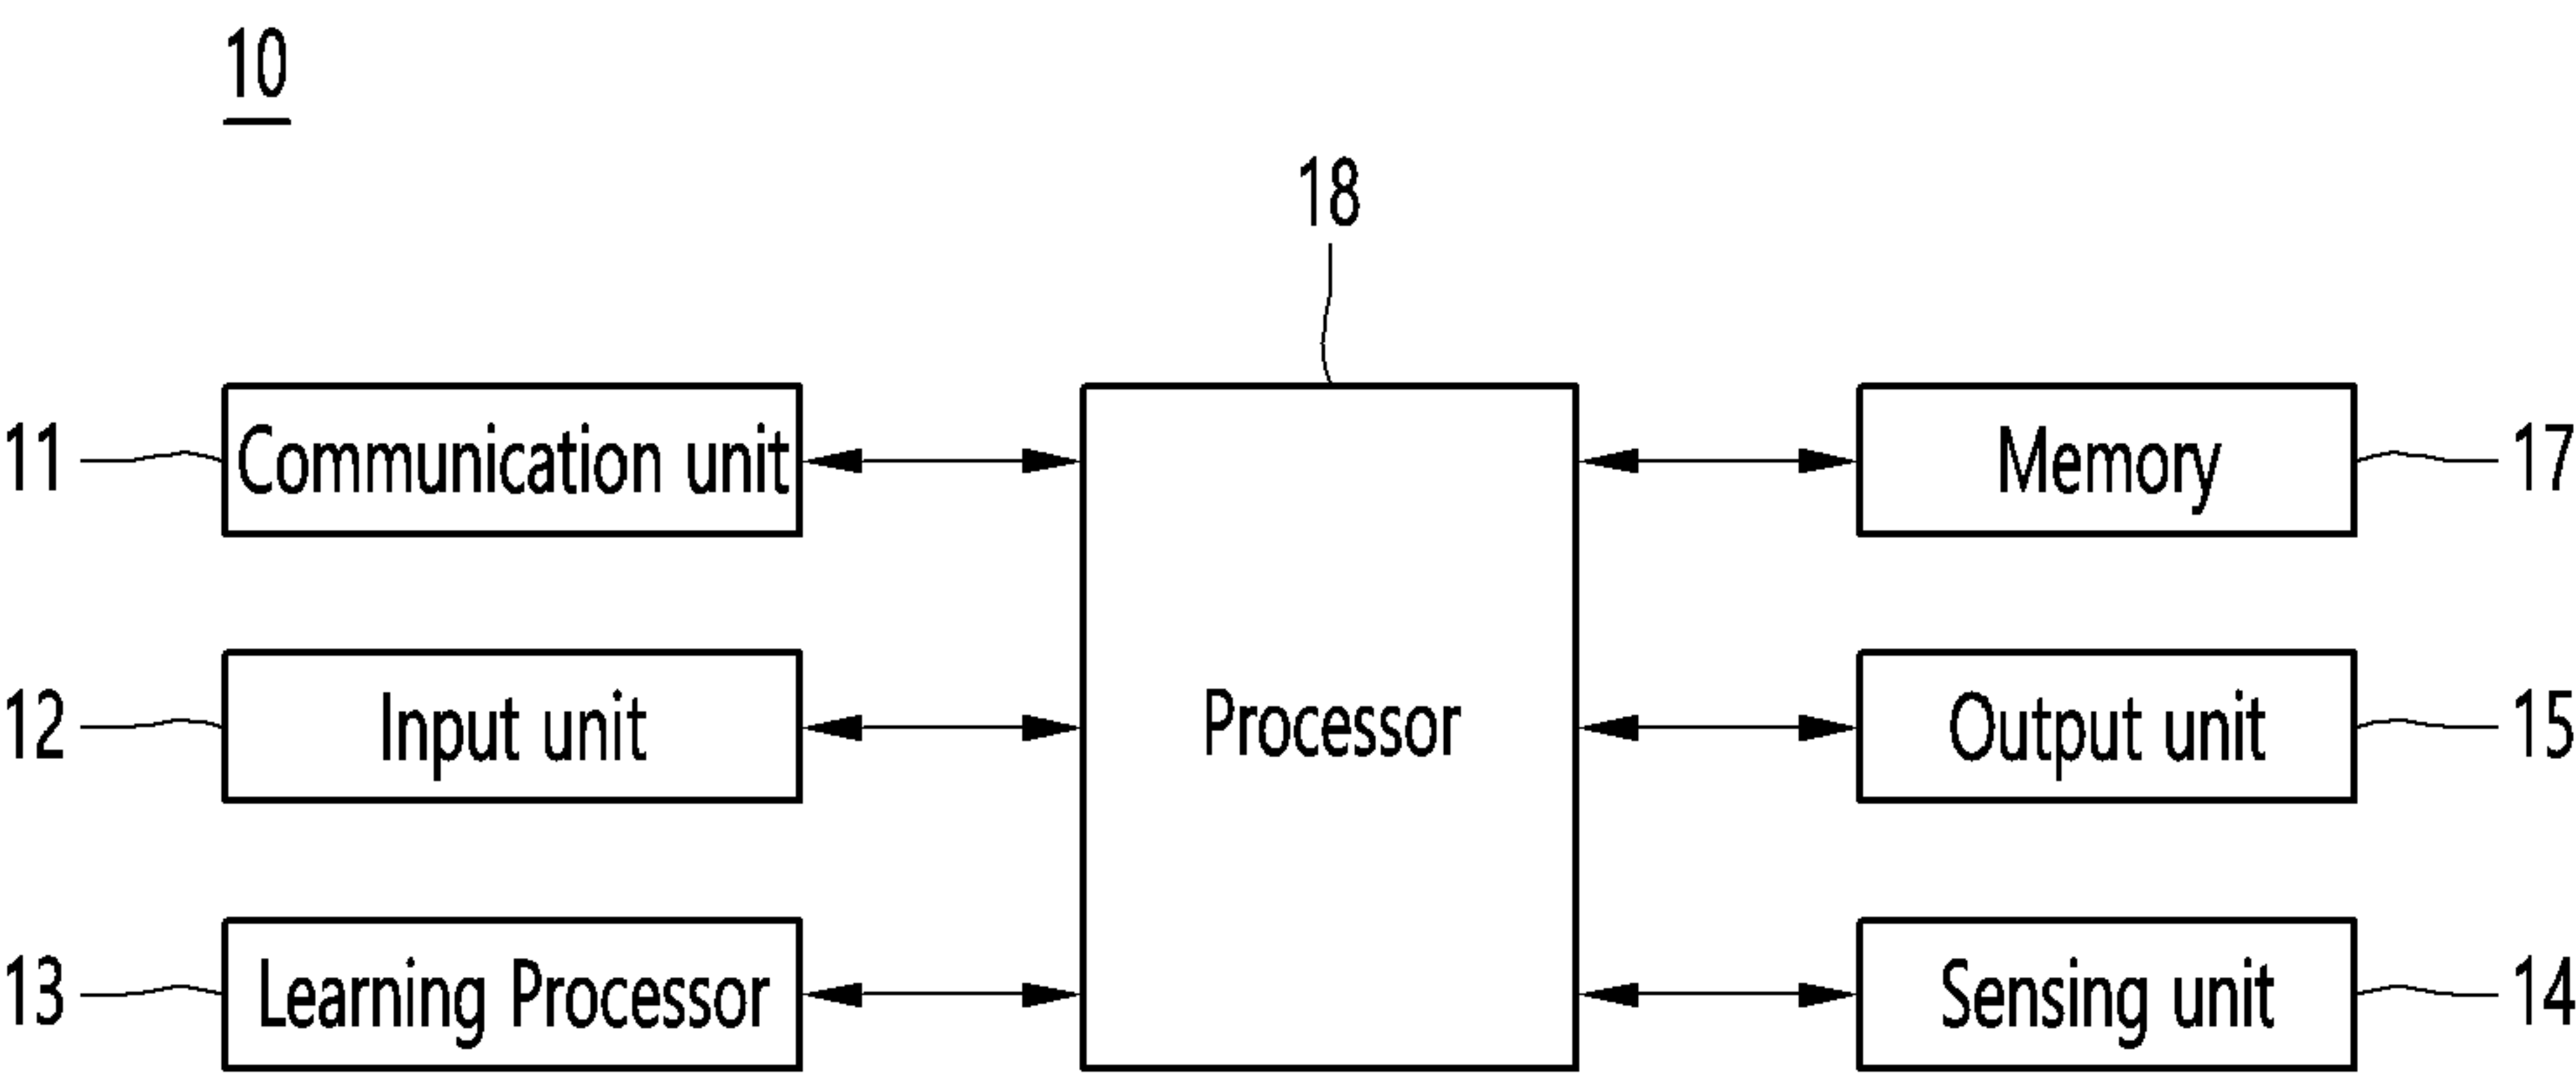 10
18
11 Communication unit Memory 17
12 Input unit Processor Output unit 15
13 Learning Processor Sensing unit 14